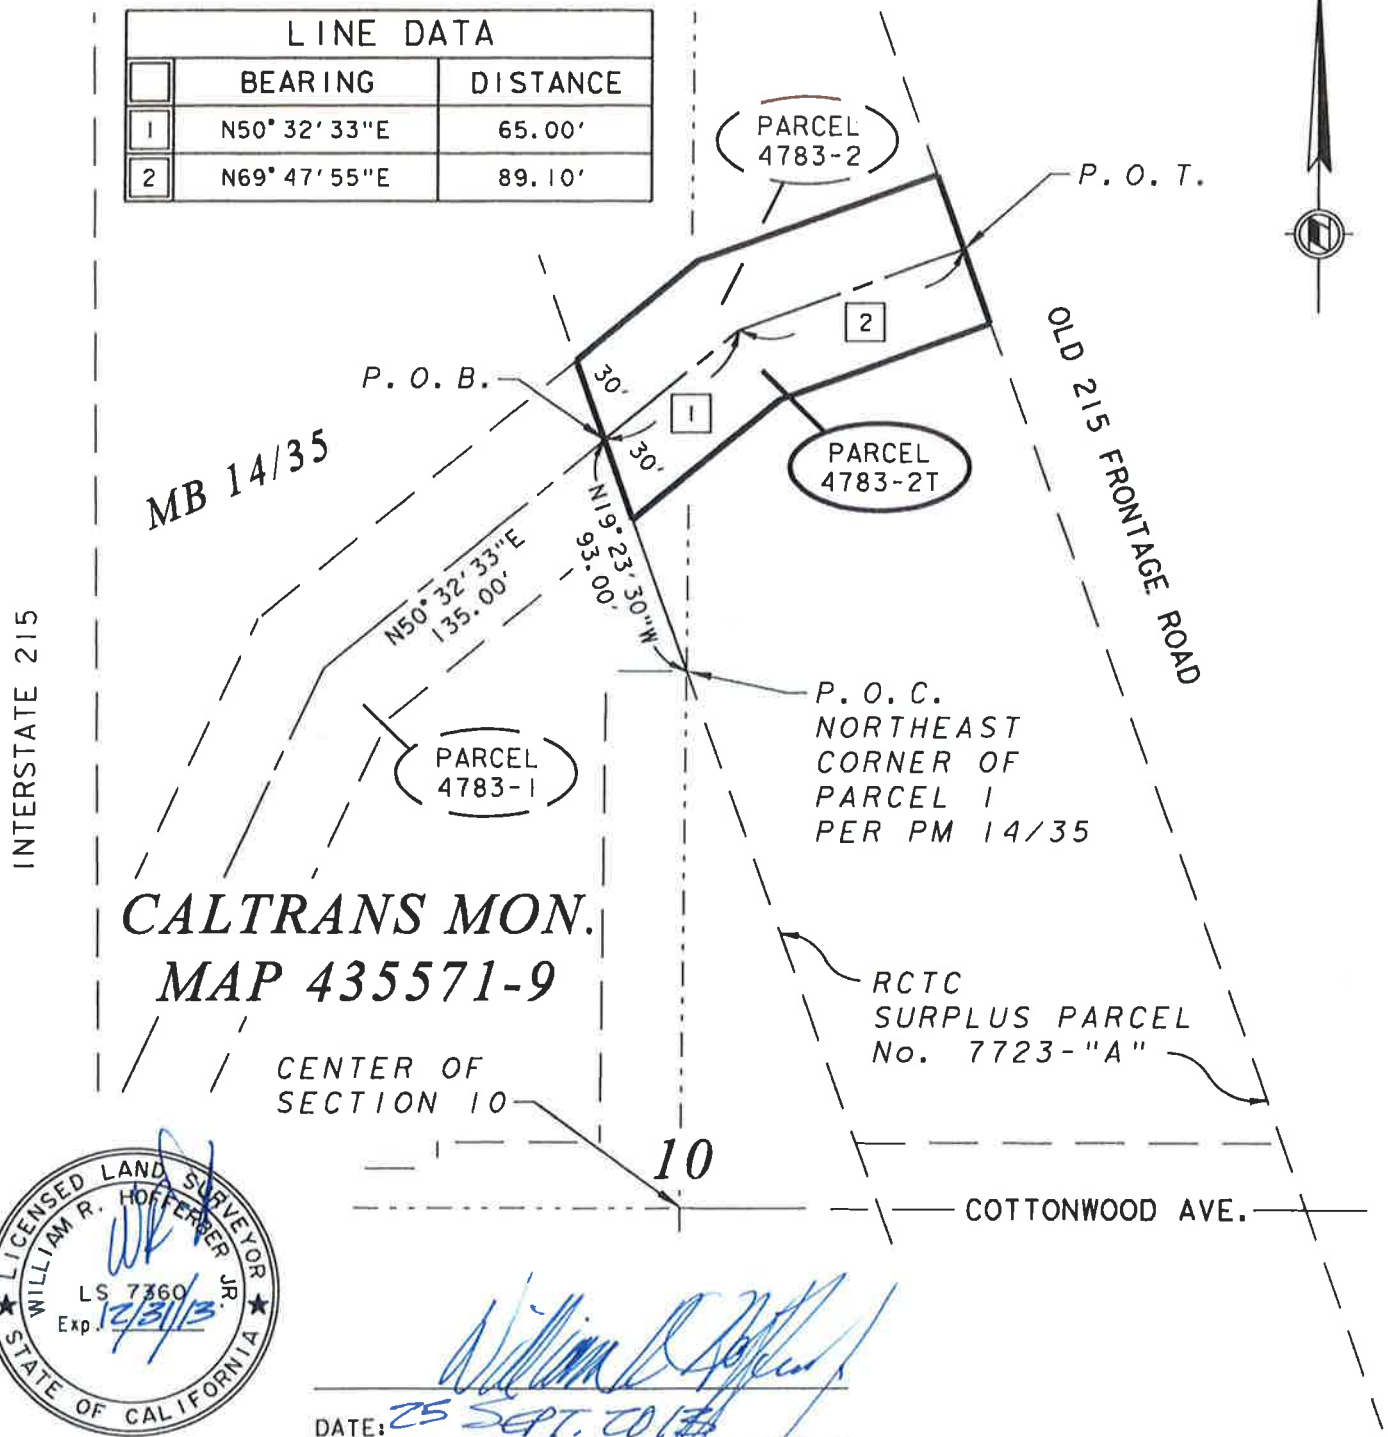 LINE DATA
BEARING DISTANCE
1 N50°32'33"E 65.00'
2 N69°47'55"E 89.10'
PARCEL
4783-2
P.O.T.
2
P.O.B.
30'
1
30'
PARCEL
4783-2T
OLD 215 FRONTAGE ROAD
MB 14/35
N50°32'33"E
135.00'
N19°23'30"W
93.00'
INTERSTATE 215
P.O.C.
NORTHEAST
CORNER OF
PARCEL 1
PER PM 14/35
PARCEL
4783-1
CALTRANS MON.
MAP 435571-9
RCTC
SURPLUS PARCEL
No. 7723-"A"
CENTER OF
SECTION 10
10
COTTONWOOD AVE.
LICENSED LAND SURVEYOR
WILLIAM R. HOFFERBER JR.
LS 7360
Exp. 12/31/13
STATE OF CALIFORNIA
DATE: 25 SEPT. 2013